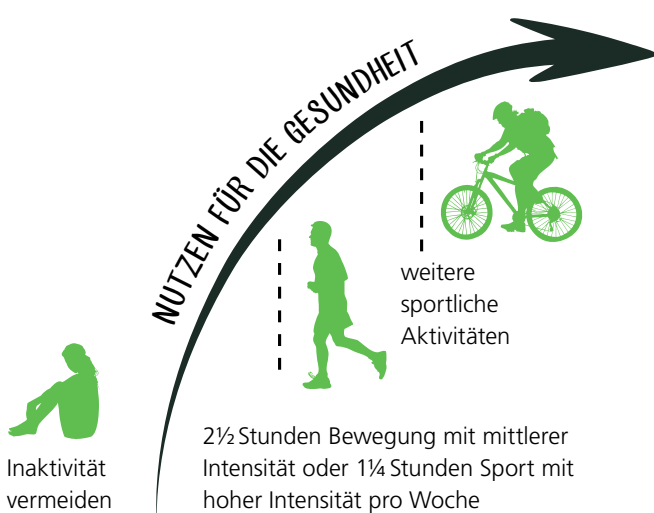 NUTZEN FÜR DIE GESUNDHEIT
weitere
sportliche
Aktivitäten
Inaktivität
vermeiden
2½ Stunden Bewegung mit mittlerer
Intensität oder 1¼ Stunden Sport mit
hoher Intensität pro Woche